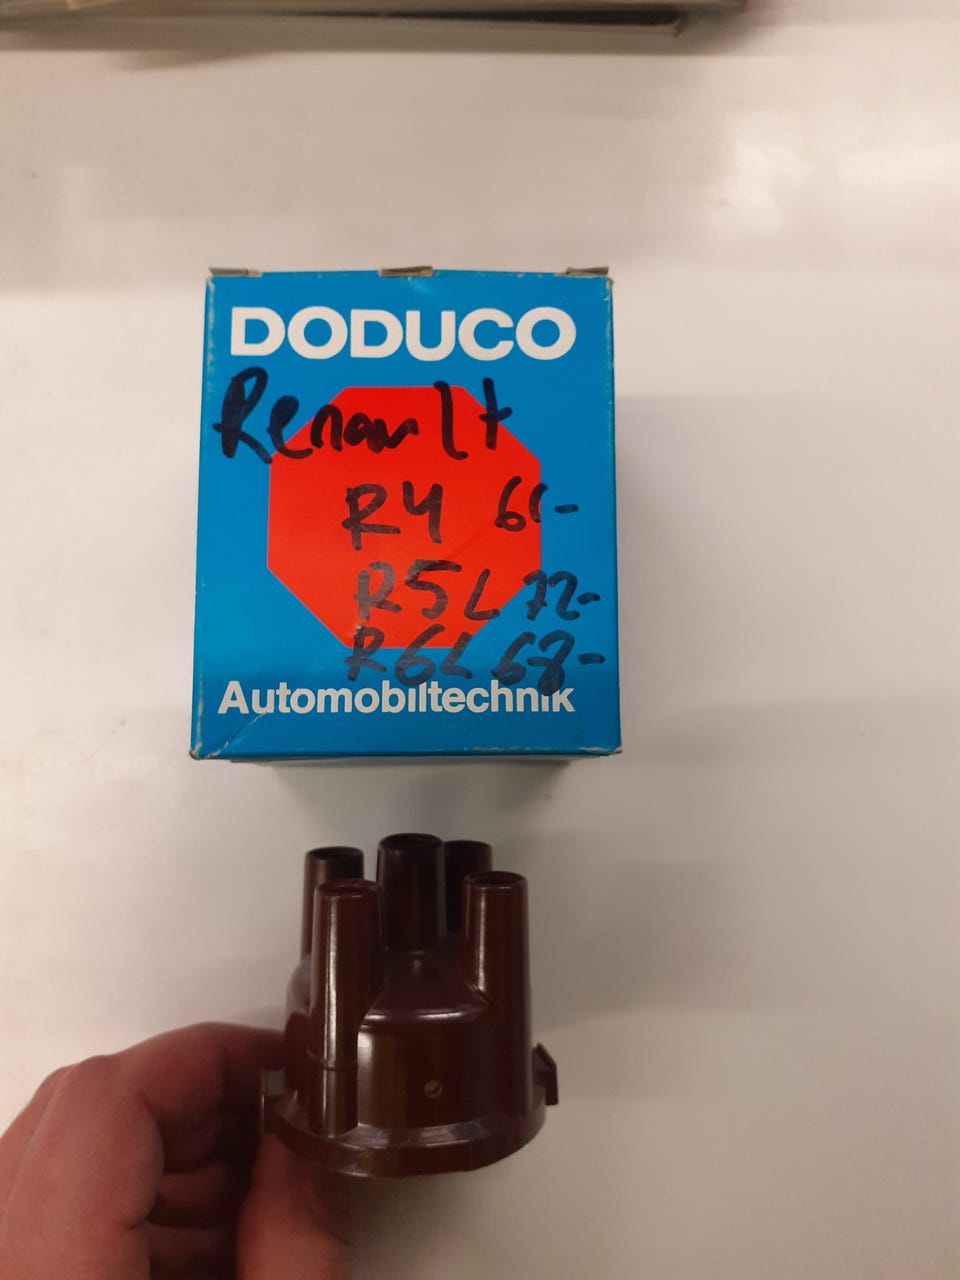 DODUCO
Renault
R4 61-
R5L 72-
R6L 68-
Automobiltechnik